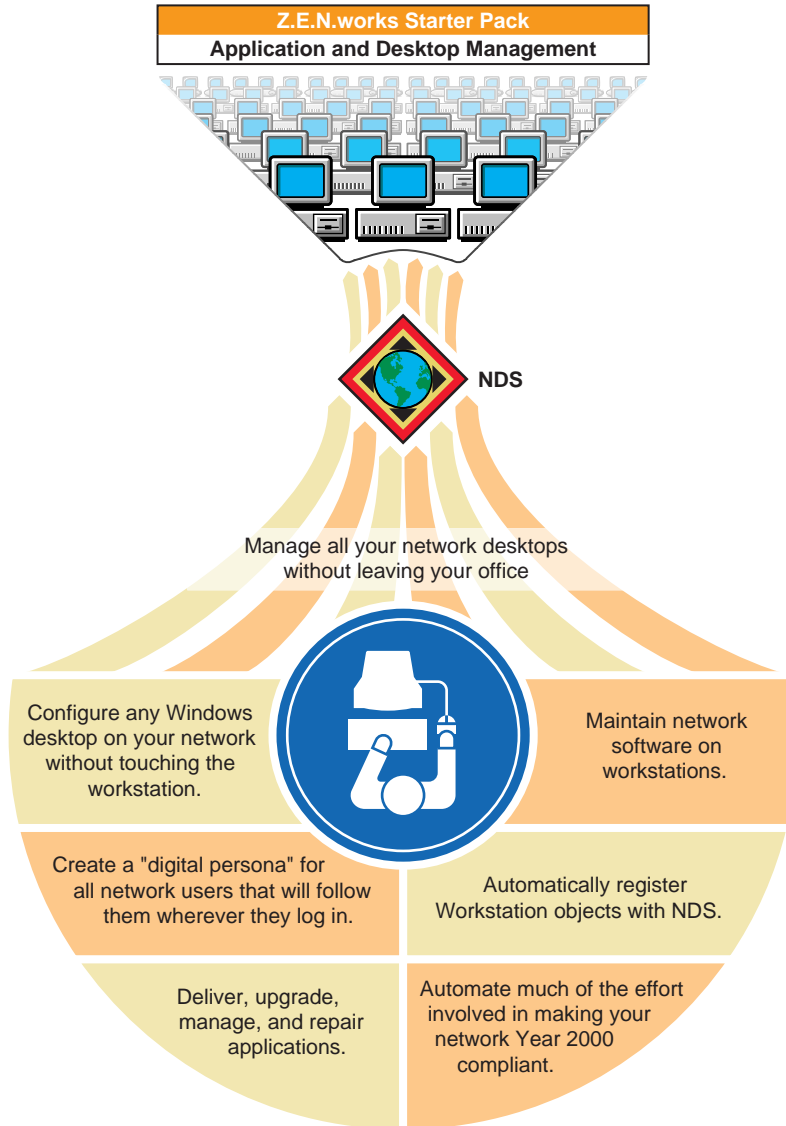 Z.E.N.works Starter Pack
Application and Desktop Management
NDS
Manage all your network desktops
without leaving your office
Configure any Windows
desktop on your network
without touching the
workstation.
Maintain network
software on
workstations.
Create a "digital persona" for
all network users that will follow
them wherever they log in.
Automatically register
Workstation objects with NDS.
Deliver, upgrade,
manage, and repair
applications.
Automate much of the effort
involved in making your
network Year 2000
compliant.